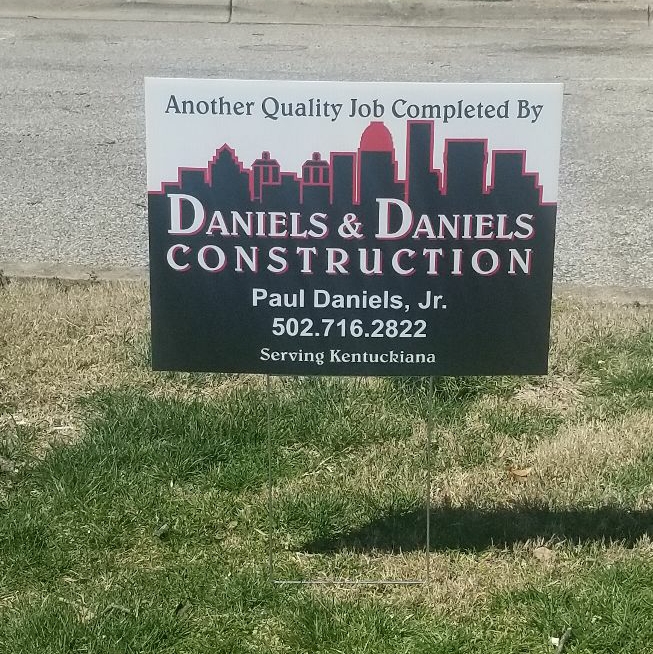 Another Quality Job Completed By
DANIELS & DANIELS
CONSTRUCTION
Paul Daniels, Jr.
502.716.2822
Serving Kentuckiana